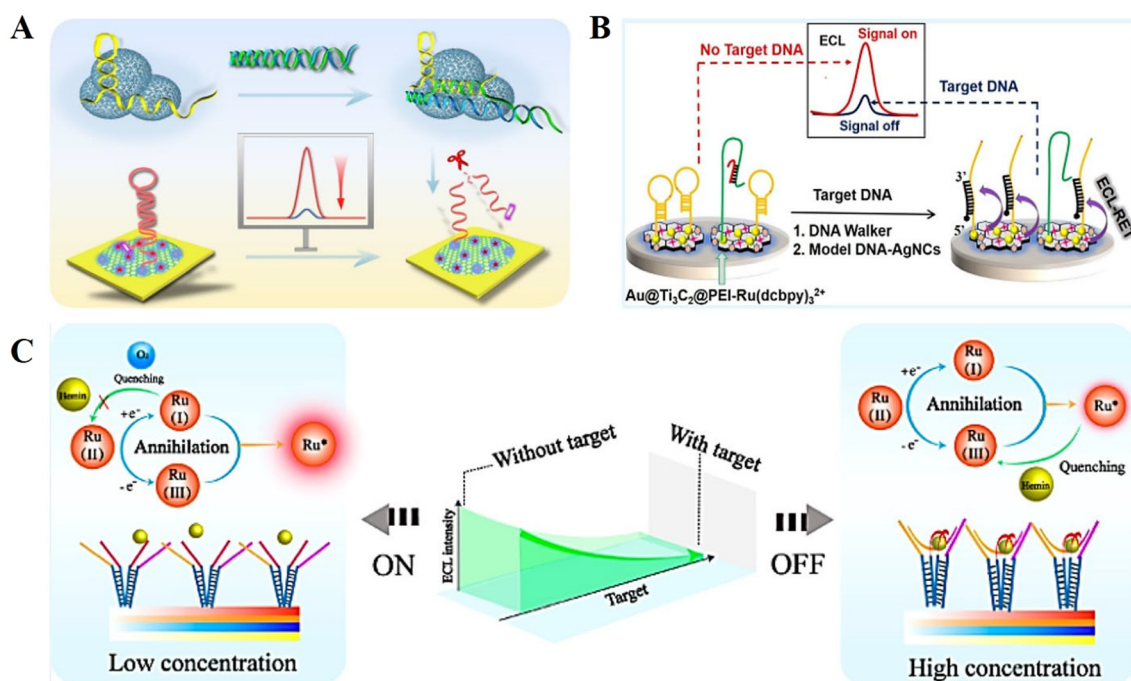 A
B
No Target DNA
ECL
Signal on
Target DNA
Signal off
Target DNA
1. DNA Walker
2. Model DNA-AgNCs
3'
5'
ECL-RET
Au@Ti₃C₂@PEI-Ru(dcbpy)₃²⁺
C
O₂
Quenching
Hemin
Ru
(I)
+e⁻
Ru
(II)
Annihilation
Ru*
-e⁻
Ru
(III)
Low concentration
Without target
With target
ECL intensity
Target
ON
OFF
Ru
(I)
+e⁻
Ru
(II)
Annihilation
Ru*
-e⁻
Ru
(III)
Quenching
Hemin
High concentration